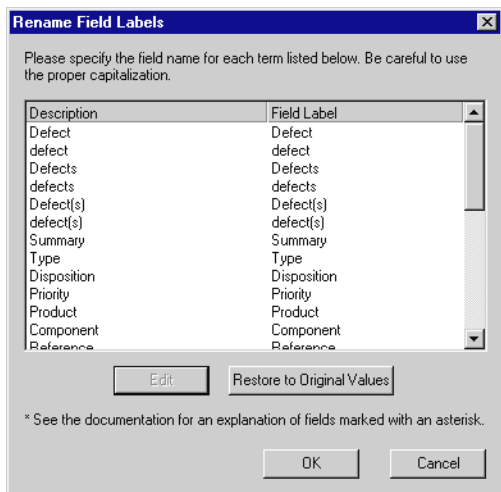 Rename Field Labels
Please specify the field name for each term listed below. Be careful to use
the proper capitalization.
Description Field Label
Defect Defect
defect defect
Defects Defects
defects defects
Defect(s) Defect(s)
defect(s) defect(s)
Summary Summary
Type Type
Disposition Disposition
Priority Priority
Product Product
Component Component
Reference Reference
Edit Restore to Original Values
* See the documentation for an explanation of fields marked with an asterisk.
OK Cancel